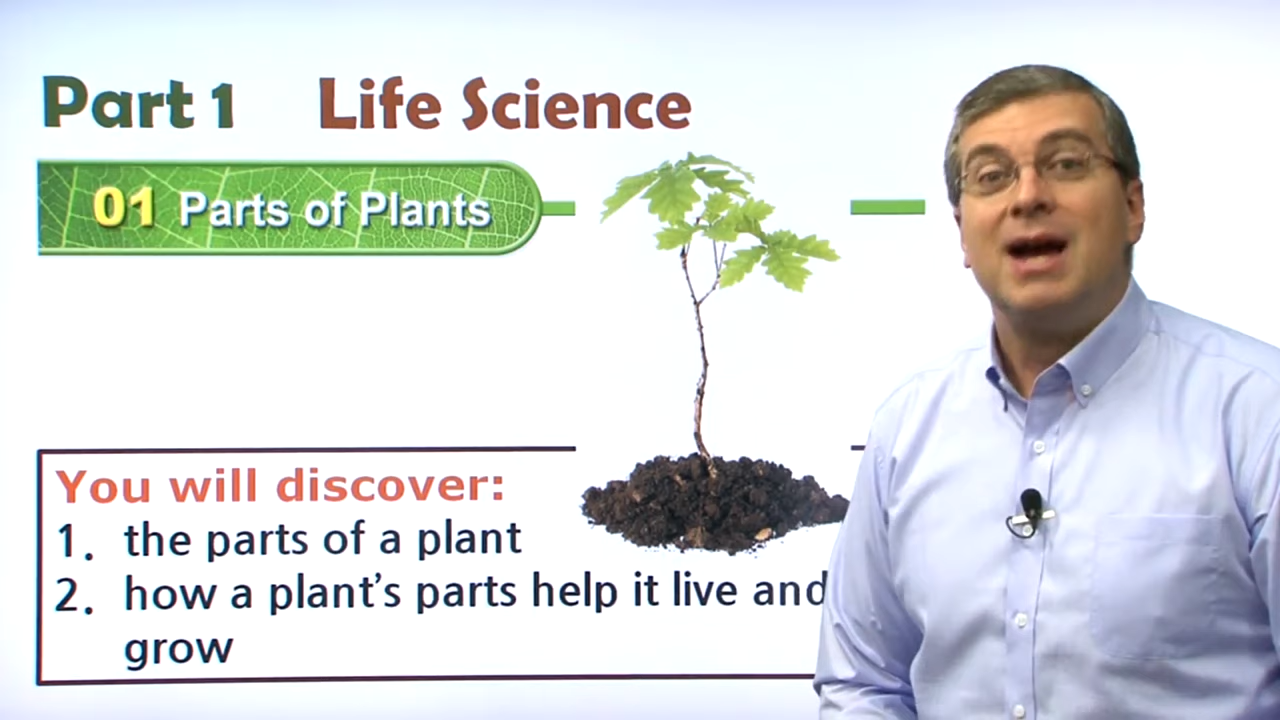 Part 1 Life Science
01 Parts of Plants
You will discover:
1. the parts of a plant
2. how a plant's parts help it live and
grow